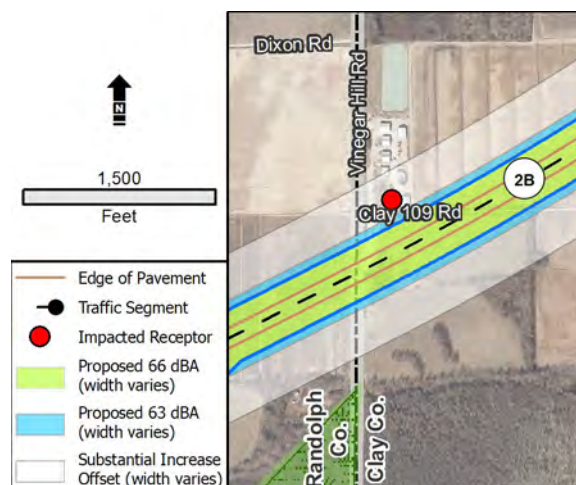 N
1,500
Feet
Edge of Pavement
Traffic Segment
Impacted Receptor
Proposed 66 dBA
(width varies)
Proposed 63 dBA
(width varies)
Substantial Increase
Offset (width varies)
Dixon Rd
Vinegar Hill Rd
2B
Clay 109 Rd
Randolph
Co.
Clay Co.